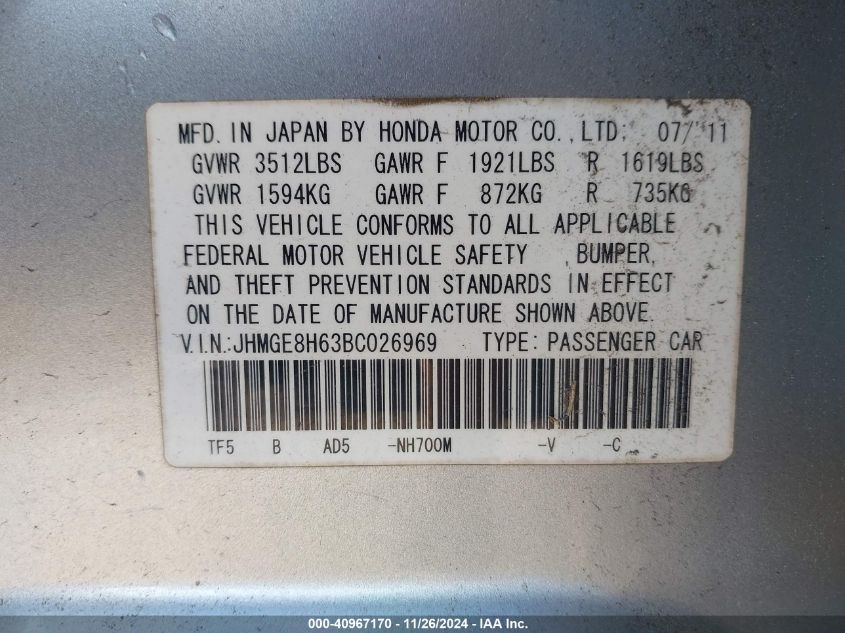 MFD. IN JAPAN BY HONDA MOTOR CO., LTD. 07/11
GVWR 3512LBS GAWR F 1921LBS R 1619LBS
GVWR 1594KG GAWR F 872KG R 735KG
THIS VEHICLE CONFORMS TO ALL APPLICABLE
FEDERAL MOTOR VEHICLE SAFETY , BUMPER,
AND THEFT PREVENTION STANDARDS IN EFFECT
ON THE DATE OF MANUFACTURE SHOWN ABOVE.
V.I.N.:JHMGE8H63BC026969 TYPE: PASSENGER CAR
TF5 B AD5 -NH700M -V -C
000-40967170 - 11/26/2024 - IAA Inc.